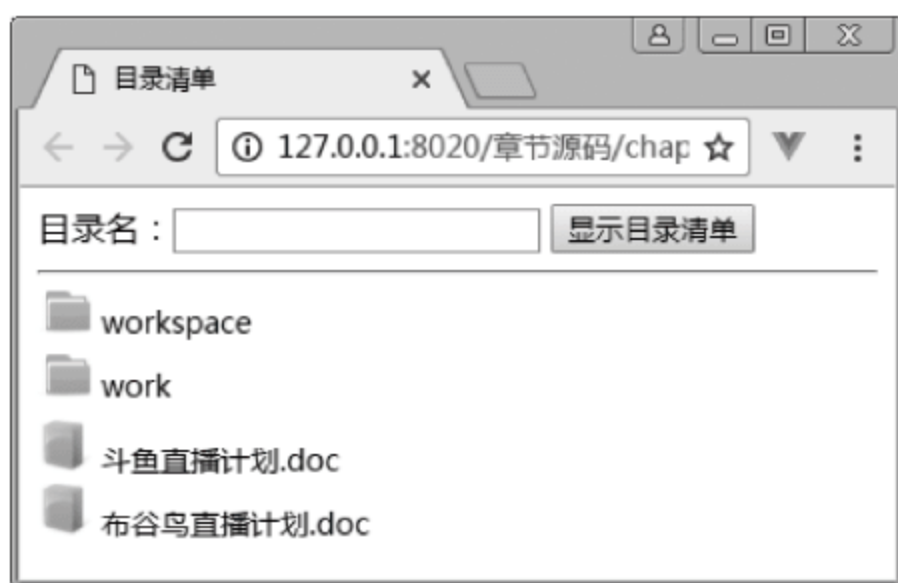 目录清单
127.0.0.1:8020/章节源码/chap
目录名：
显示目录清单
workspace
work
斗鱼直播计划.doc
布谷鸟直播计划.doc